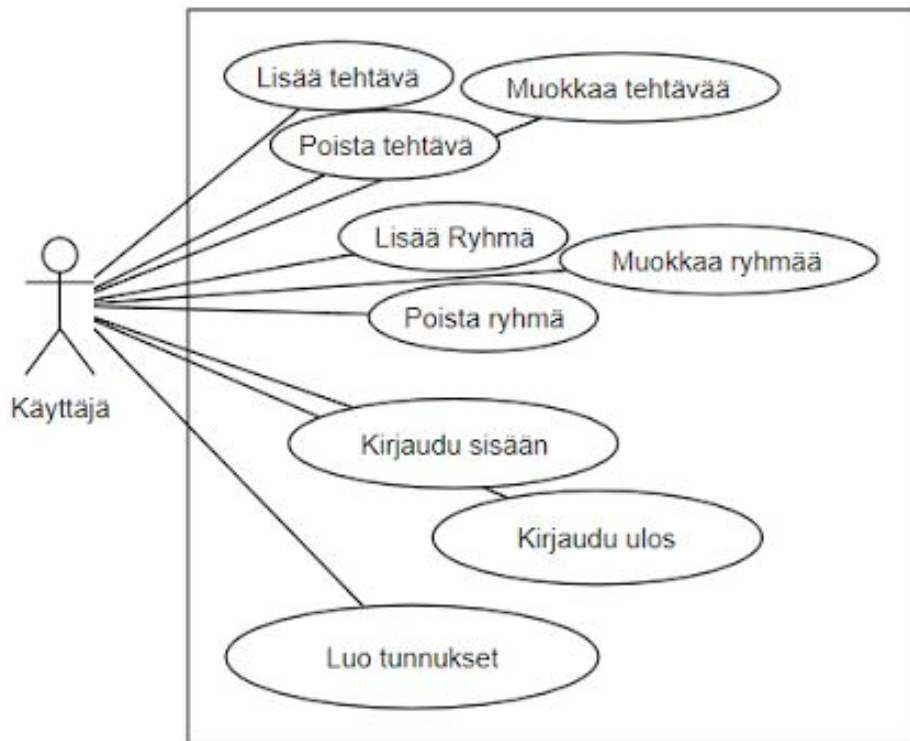 Lisää tehtävä
Muokkaa tehtävää
Poista tehtävä
Lisää Ryhmä
Muokkaa ryhmää
Poista ryhmä
Käyttäjä
Kirjaudu sisään
Kirjaudu ulos
Luo tunnukset